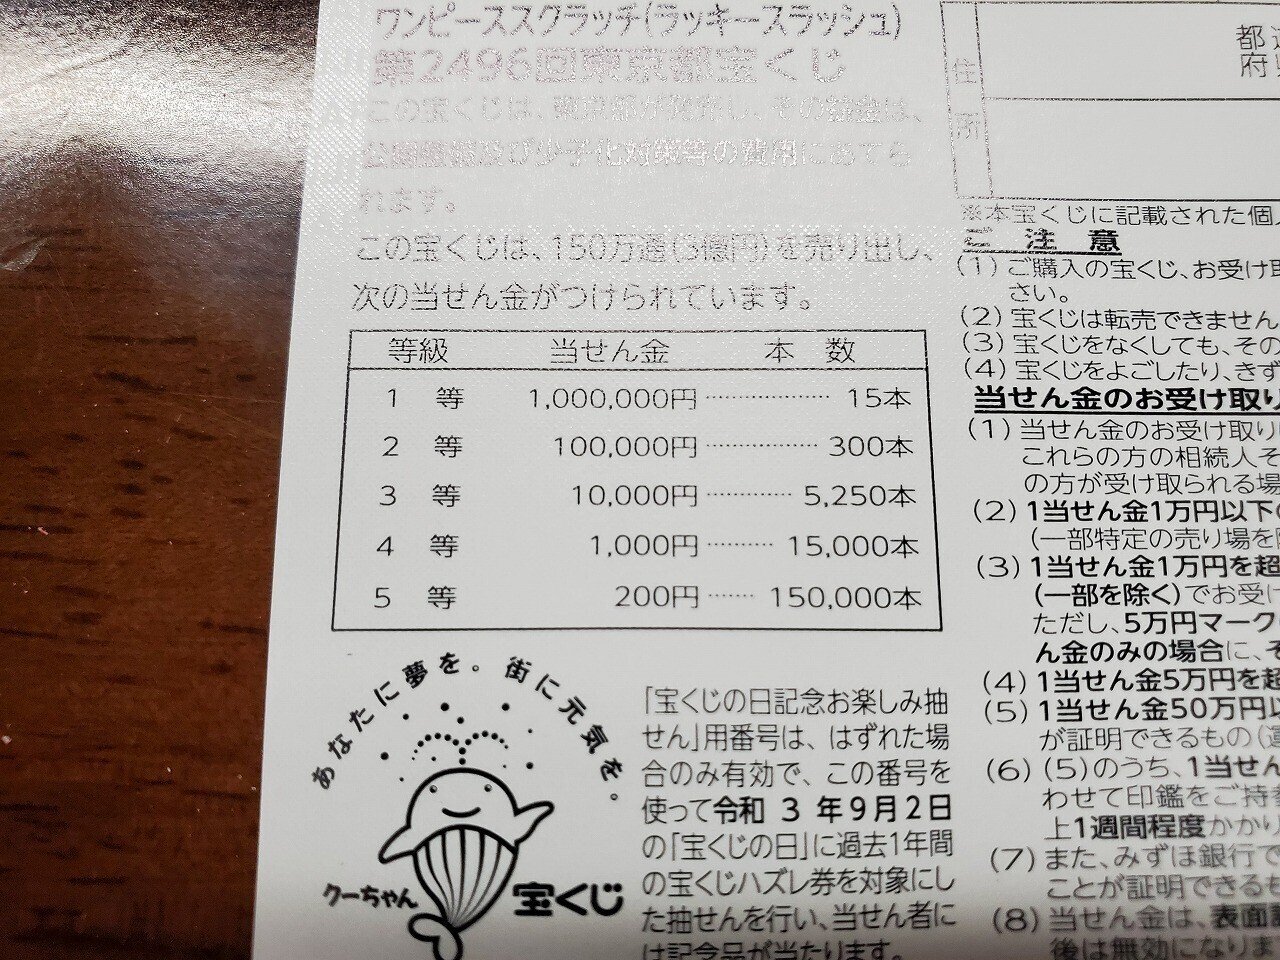 ワンピーススクラッチ(ラッキースラッシュ)
第2496回東京都宝くじ
この宝くじは、東京都が発売し、その益金は、
公園整備及び少子化対策等の費用にあてら
れます。
この宝くじは、150万通(3億円)を売り出し、
次の当せん金がつけられています。
等級 当せん金 本 数
1 等 1,000,000円 ⋯⋯⋯⋯⋯⋯ 15本
2 等 100,000円 ⋯⋯⋯⋯⋯ 300本
3 等 10,000円 ⋯⋯⋯⋯ 5,250本
4 等 1,000円 ⋯⋯⋯ 15,000本
5 等 200円 ⋯⋯ 150,000本
あなたに夢を。街に元気を。
クーちゃん 宝くじ
「宝くじの日記念お楽しみ抽
せん」用番号は、はずれた場
合のみ有効で、この番号を
使って令和 3 年9月2日
の「宝くじの日」に過去1年間
の宝くじハズレ券を対象にし
た抽せんを行い、当せん者に
は記念品が当たります。
住所
都
府
※本宝くじに記載された個
ご 注 意
(1) ご購入の宝くじ、お受け
さい。
(2) 宝くじは転売できません
(3) 宝くじをなくしても、その
(4) 宝くじをよごしたり、きず
当せん金のお受け取り
(1) 当せん金のお受け取り
これらの方の相続人そ
の方が受け取られる場
(2) 1当せん金1万円以下の
(一部特定の売り場を
(3) 1当せん金1万円を超
(一部を除く)でお受け
ただし、5万円マーク
ん金のみの場合に、そ
(4) 1当せん金5万円を超
(5) 1当せん金50万円
が証明できるもの
(6) (5)のうち、1当せん
わせて印鑑をご持
上1週間程度かかり
(7) また、みずほ銀行で
ことが証明できる
(8) 当せん金は、表面
後は無効になりま